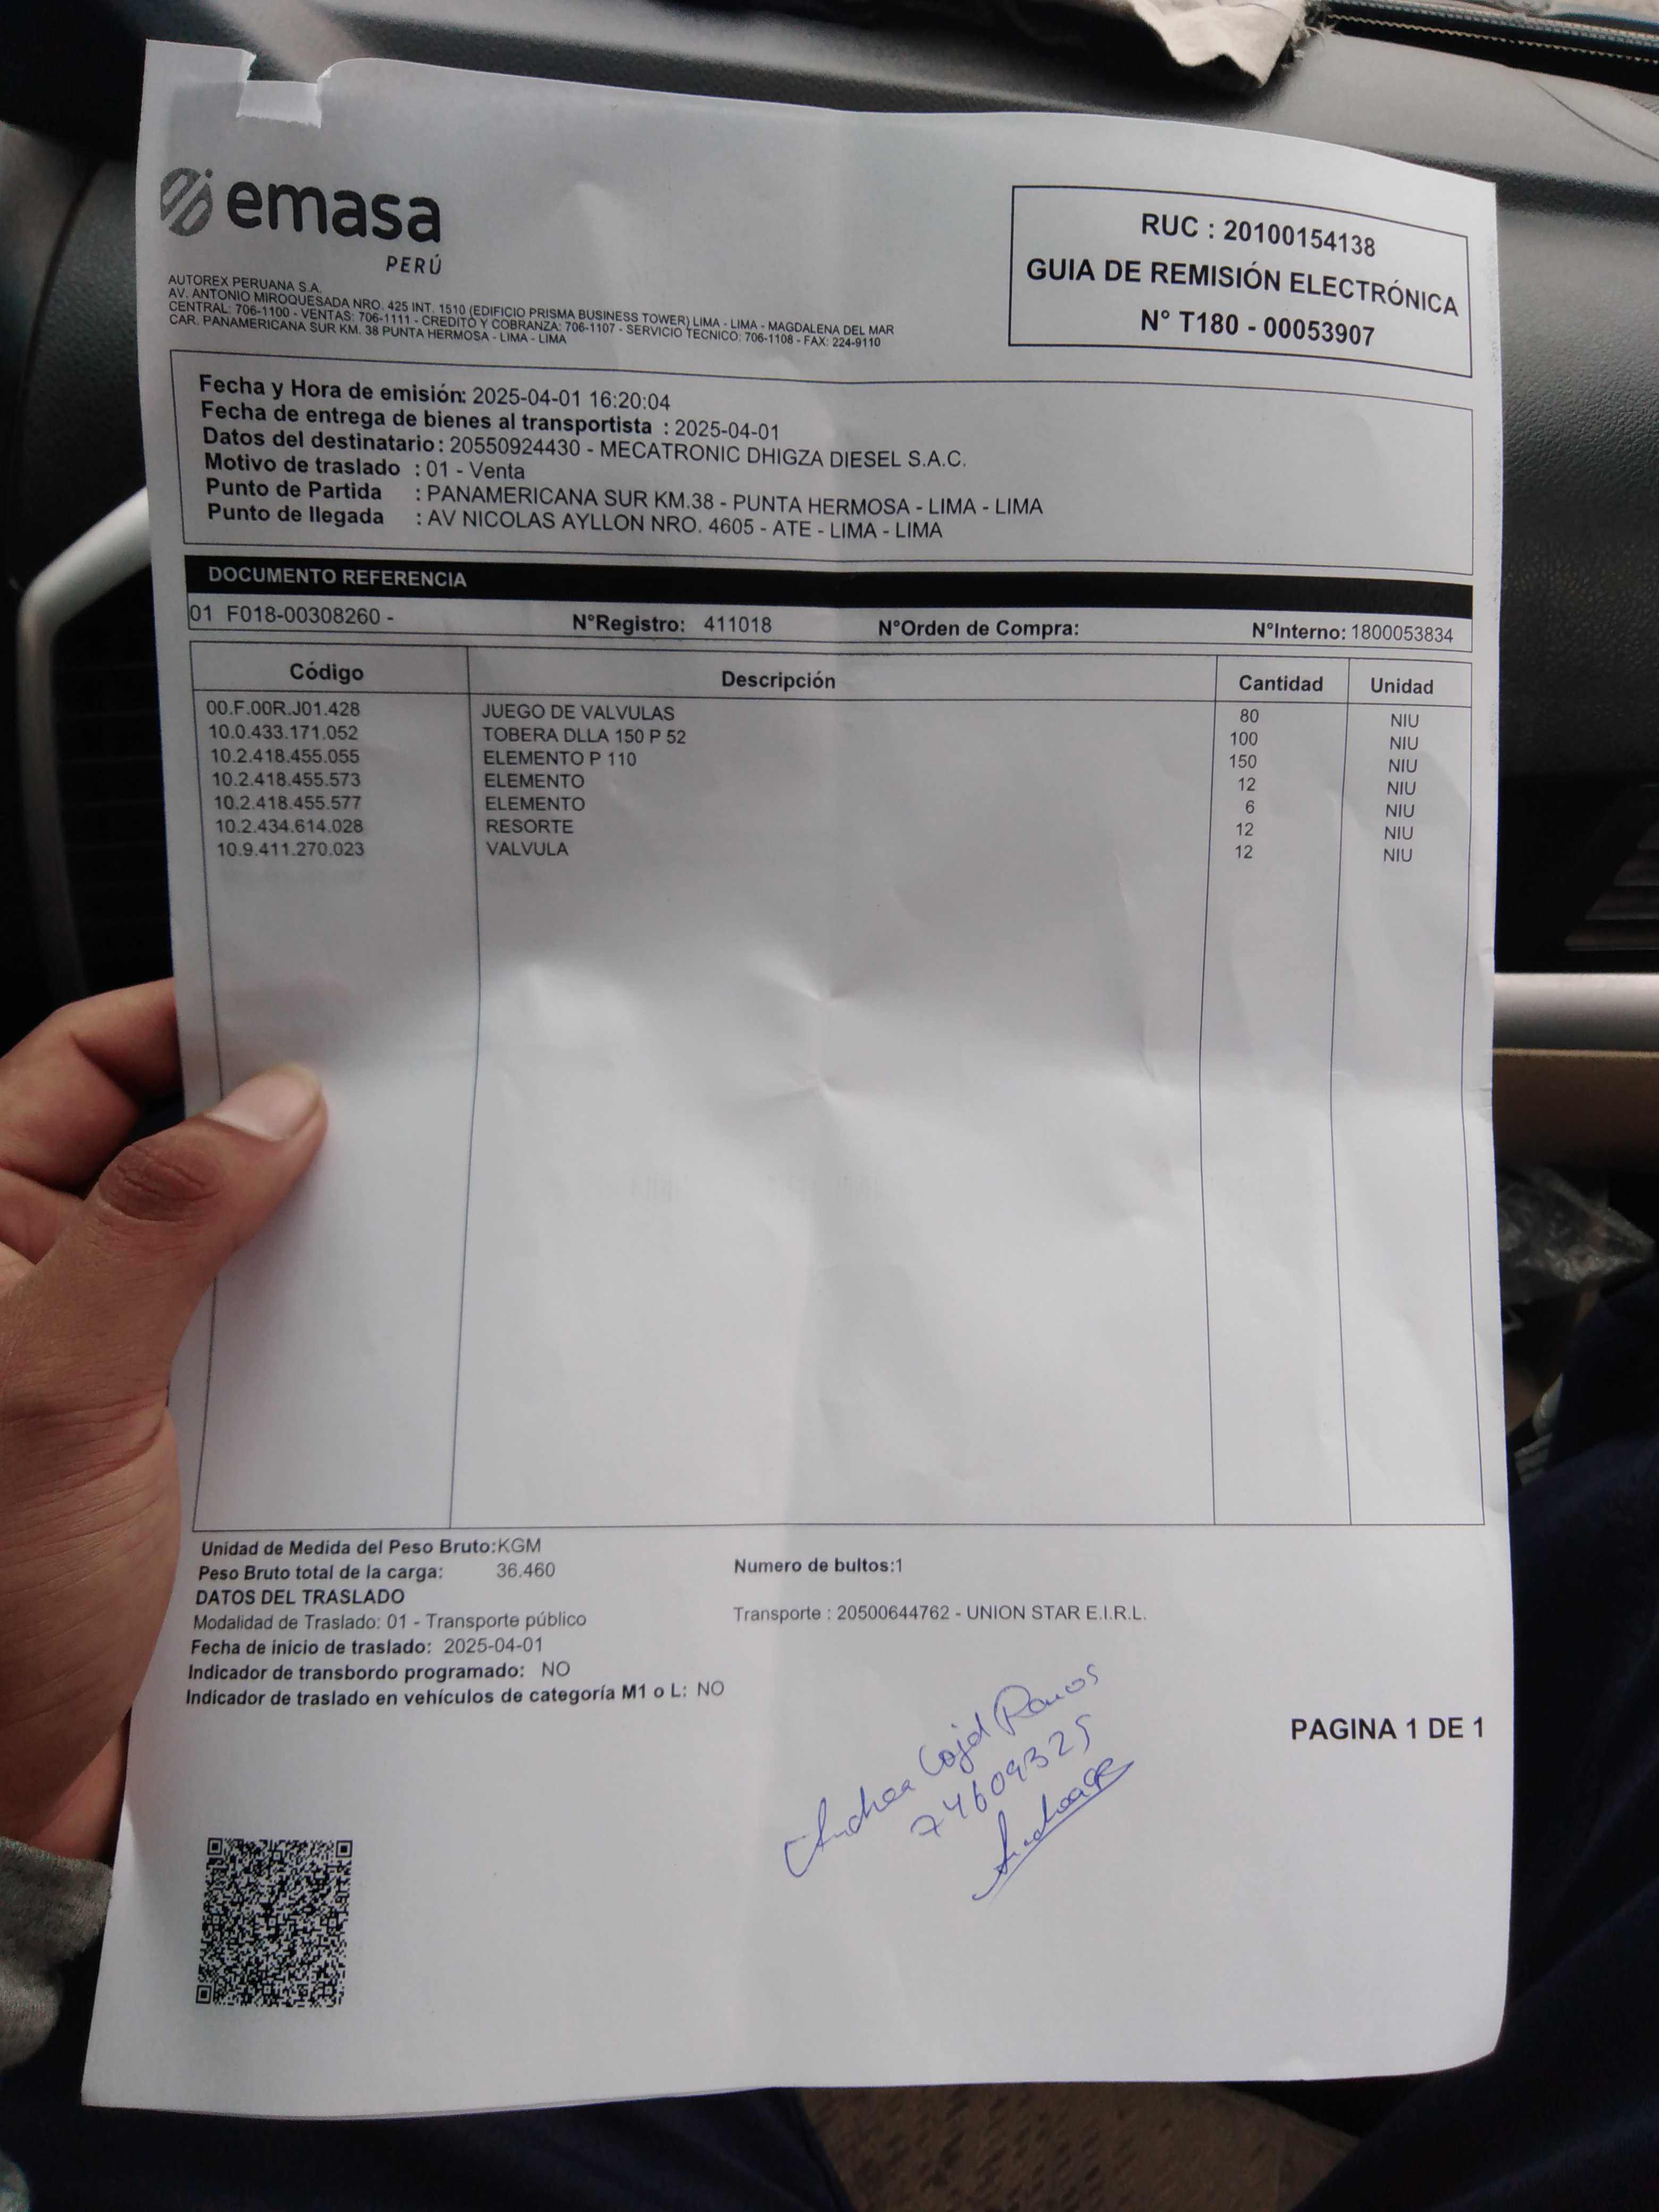 emasa
PERÚ
AUTOREX PERUANA S.A.
AV. ANTONIO MIROQUESADA NRO. 425 INT. 1510 (EDIFICIO PRISMA BUSINESS TOWER) LIMA - LIMA - MAGDALENA DEL MAR
CENTRAL: 706-1100 - VENTAS: 706-1111 - CREDITO Y COBRANZA: 706-1107 - SERVICIO TECNICO: 706-1108 - FAX: 224-9110
CAR. PANAMERICANA SUR KM. 38 PUNTA HERMOSA - LIMA - LIMA
RUC : 20100154138
GUIA DE REMISIÓN ELECTRÓNICA
N° T180 - 00053907
Fecha y Hora de emisión: 2025-04-01 16:20:04
Fecha de entrega de bienes al transportista : 2025-04-01
Datos del destinatario: 20550924430 - MECATRONIC DHIGZA DIESEL S.A.C.
Motivo de traslado : 01 - Venta
Punto de Partida : PANAMERICANA SUR KM.38 - PUNTA HERMOSA - LIMA - LIMA
Punto de llegada : AV NICOLAS AYLLON NRO. 4605 - ATE - LIMA - LIMA
DOCUMENTO REFERENCIA
01 F018-00308260 - N°Registro: 411018 N°Orden de Compra: N°Interno: 1800053834
Código Descripción Cantidad Unidad
00.F.00R.J01.428 JUEGO DE VALVULAS 80 NIU
10.0.433.171.052 TOBERA DLLA 150 P 52 100 NIU
10.2.418.455.055 ELEMENTO P 110 150 NIU
10.2.418.455.573 ELEMENTO 12 NIU
10.2.418.455.577 ELEMENTO 6 NIU
10.2.434.614.028 RESORTE 12 NIU
10.9.411.270.023 VALVULA 12 NIU
Unidad de Medida del Peso Bruto:KGM
Peso Bruto total de la carga: 36.460 Numero de bultos:1
DATOS DEL TRASLADO
Modalidad de Traslado: 01 - Transporte público Transporte : 20500644762 - UNION STAR E.I.R.L.
Fecha de inicio de traslado: 2025-04-01
Indicador de transbordo programado: NO
Indicador de traslado en vehículos de categoría M1 o L: NO
PAGINA 1 DE 1
Andrea Ramos
74609325